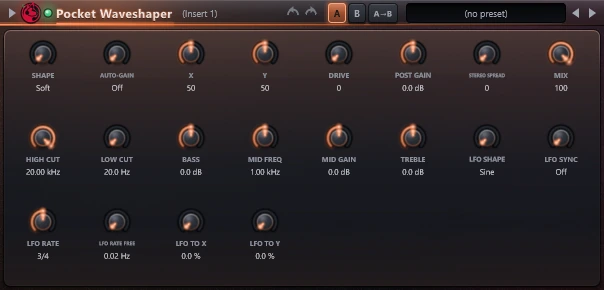 Pocket Waveshaper (Insert 1) A B A→B (no preset)
SHAPE AUTO-GAIN X Y DRIVE POST GAIN STEREO SPREAD MIX
Soft Off 50 50 0 0.0 dB 0 100
HIGH CUT LOW CUT BASS MID FREQ MID GAIN TREBLE LFO SHAPE LFO SYNC
20.00 kHz 20.0 Hz 0.0 dB 1.00 kHz 0.0 dB 0.0 dB Sine Off
LFO RATE LFO RATE FREE LFO TO X LFO TO Y
3/4 0.02 Hz 0.0 % 0.0 %